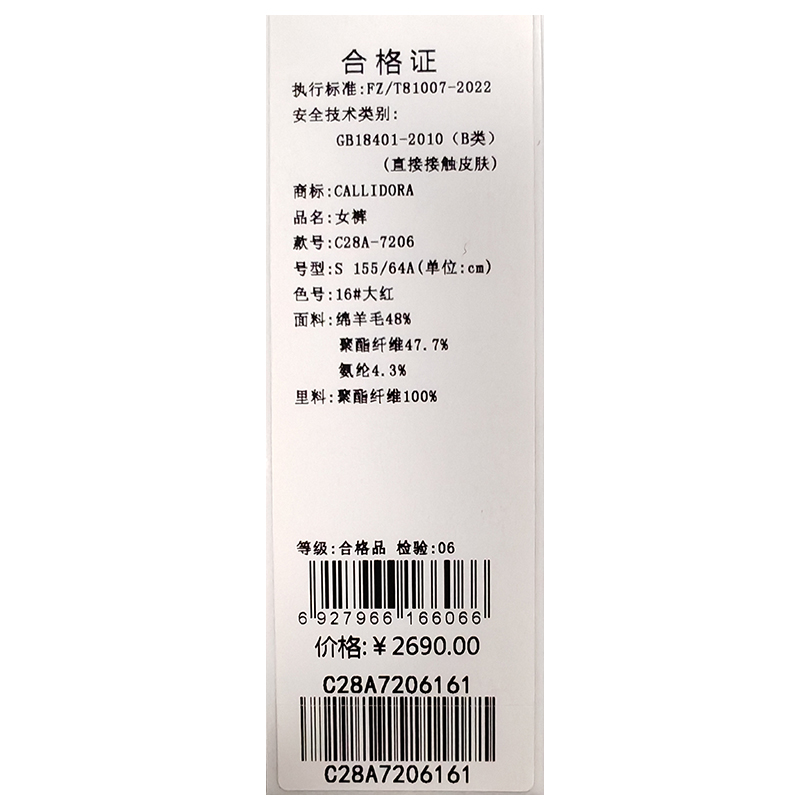 合格证
执行标准:FZ/T81007-2022
安全技术类别:
GB18401-2010（B类）
(直接接触皮肤)
商标:CALLIDORA
品名:女裤
款号:C28A-7206
号型:S 155/64A(单位:cm)
色号:16#大红
面料:绵羊毛48%
聚酯纤维47.7%
氨纶4.3%
里料:聚酯纤维100%
等级:合格品 检验:06
6 927966 166066
价格:¥2690.00
C28A7206161
C28A7206161